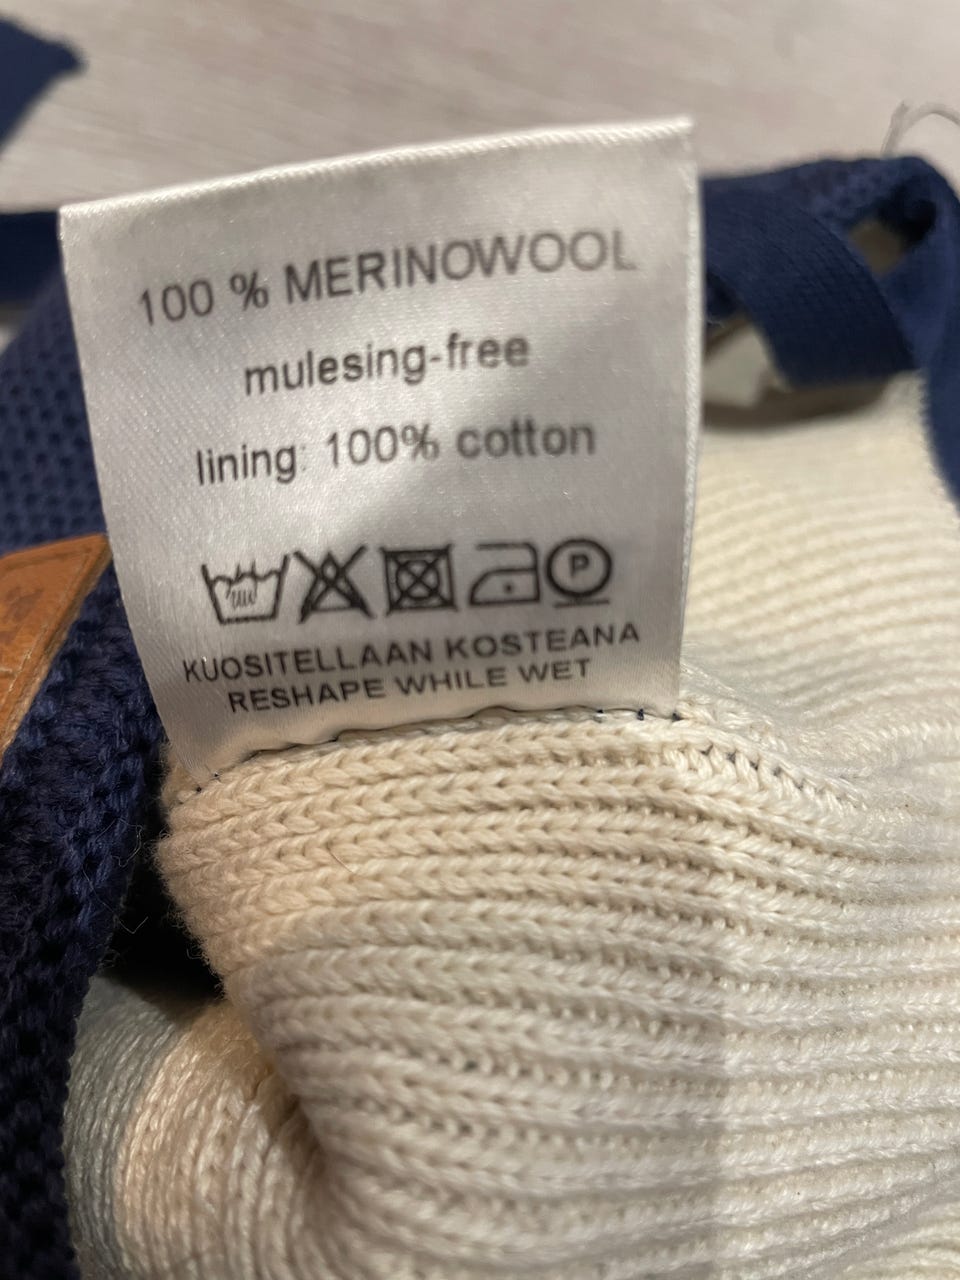 100 % MERINOWOOL
mulesing-free
lining: 100% cotton
P
KUOSITELLAAN KOSTEANA
RESHAPE WHILE WET